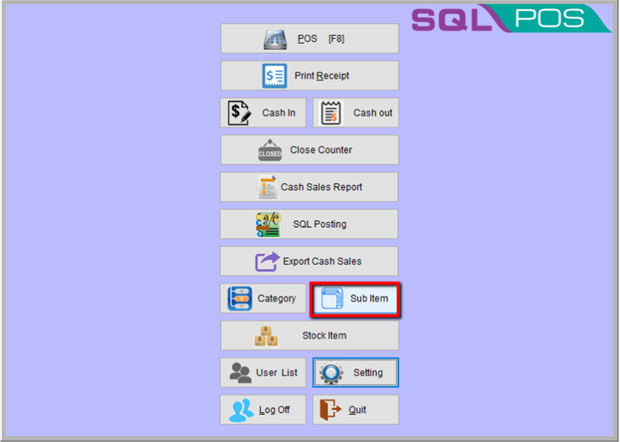 SQL POS
POS [F8]
Print Receipt
Cash In
Cash out
CLOSED
Close Counter
Cash Sales Report
SQL Posting
Export Cash Sales
Category
Sub Item
Stock Item
User List
Setting
Log Off
Quit